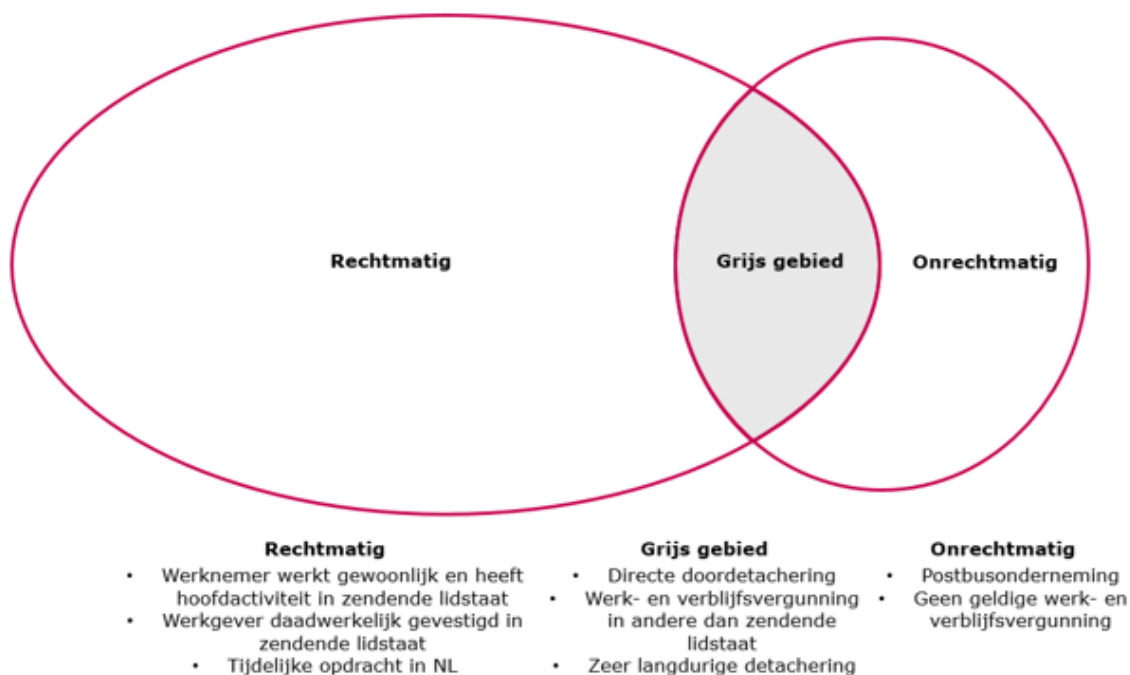 Rechtmatig
Grijs gebied
Onrechtmatig
Rechtmatig
• Werknemer werkt gewoonlijk en heeft
hoofdactiviteit in zendende lidstaat
• Werkgever daadwerkelijk gevestigd in
zendende lidstaat
• Tijdelijke opdracht in NL
Grijs gebied
• Directe doordetachering
• Werk- en verblijfsvergunning
in andere dan zendende
lidstaat
• Zeer langdurige detachering
Onrechtmatig
• Postbusonderneming
• Geen geldige werk- en
verblijfsvergunning